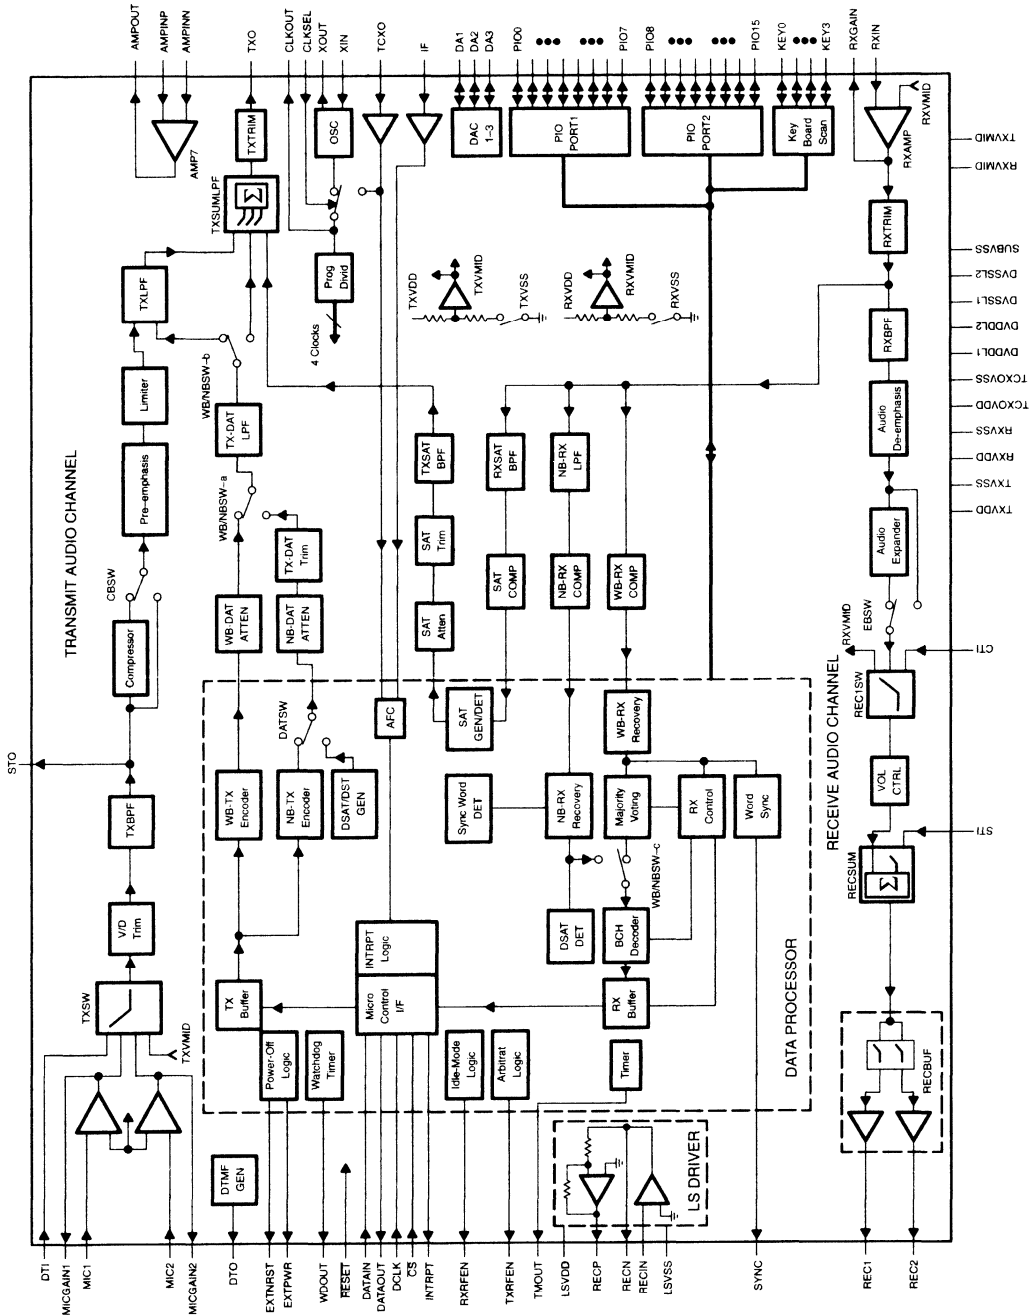 AMPOUT
AMPINP
AMPINN
TXO
CLKOUT
CLKSEL
XOUT
XIN
TCXO
IF
DA1
DA2
DA3
PIO0
PIO7
PIO8
PIO15
KEY0
KEY3
RXGAIN
RXIN
AMP7
TXTRIM
OSC
DAC
1–3
PIO
PORT1
PIO
PORT2
Key
Board
Scan
RXAMP
RXVMID
TXSUMLPF
Σ
Prog
Divid
4 Clocks
TXVDD
TXVMID
TXVSS
RXVDD
RXVMID
RXVSS
RXTRIM
TXVMID
RXVMID
SUBVSS
DVSSL2
DVSSL1
DVDDL2
DVDDL1
TCXOVSS
TCXOVDD
RXVSS
RXVDD
TXVSS
TXVDD
CTI
STI
TRANSMIT AUDIO CHANNEL
TXLPF
Limiter
Pre-emphasis
CBSW
Compressor
STO
TXBPF
V/D
Trim
TXSW
TXVMID
WB/NBSW–b
TX-DAT
LPF
WB/NBSW–a
TX-DAT
Trim
WB-DAT
ATTEN
NB-DAT
ATTEN
DATSW
WB-TX
Encoder
NB-TX
Encoder
DSAT/DST
GEN
TX
Buffer
TXSAT
BPF
SAT
Trim
SAT
Atten
RXSAT
BPF
SAT
COMP
SAT
GEN/DET
NB-RX
LPF
NB-RX
COMP
WB-RX
COMP
AFC
Sync Word
DET
NB-RX
Recovery
WB-RX
Recovery
Majority
Voting
RX
Control
Word
Sync
WB/NBSW–c
DSAT
DET
BCH
Decoder
RX
Buffer
INTRPT
Logic
Micro
Control
I/F
Power-Off
Logic
Watchdog
Timer
Idle-Mode
Logic
Arbitrat
Logic
Timer
DATA PROCESSOR
DTMF
GEN
LS DRIVER
RXBPF
Audio
De-emphasis
Audio
Expander
EBSW
RXVMID
REC1SW
VOL
CTRL
RECEIVE AUDIO CHANNEL
RECSUM
Σ
RECBUF
DTI
MICGAIN1
MIC1
MIC2
MICGAIN2
DTO
EXTNRST
EXTPWR
WDOUT
RESET
DATAIN
DATAOUT
DCLK
CS
INTRPT
RXRFEN
TXRFEN
TMOUT
LSVDD
RECP
RECN
RECIN
LSVSS
SYNC
REC1
REC2